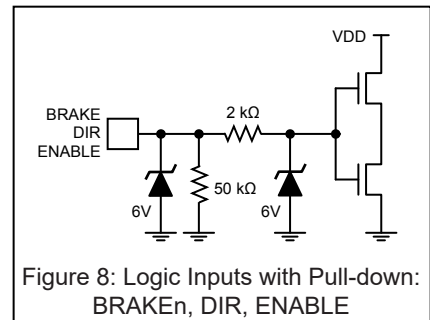 VDD
2 kΩ
BRAKE
DIR
ENABLE
50 kΩ
6V
6V
Figure 8: Logic Inputs with Pull-down:
BRAKEn, DIR, ENABLE